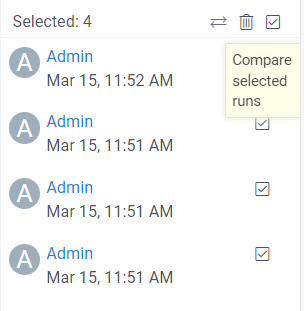 Selected: 4
Compare
selected
runs
A
Admin
Mar 15, 11:52 AM
A
Admin
Mar 15, 11:51 AM
A
Admin
Mar 15, 11:51 AM
A
Admin
Mar 15, 11:51 AM